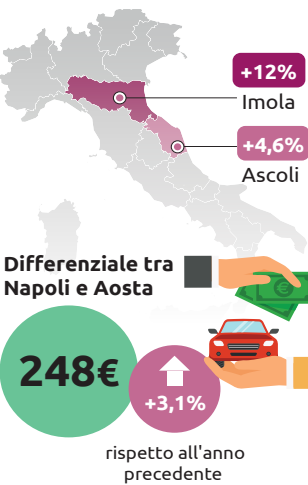 +12%
Imola
+4,6%
Ascoli
Differenziale tra
Napoli e Aosta
€
248€
+3,1%
rispetto all'anno
precedente